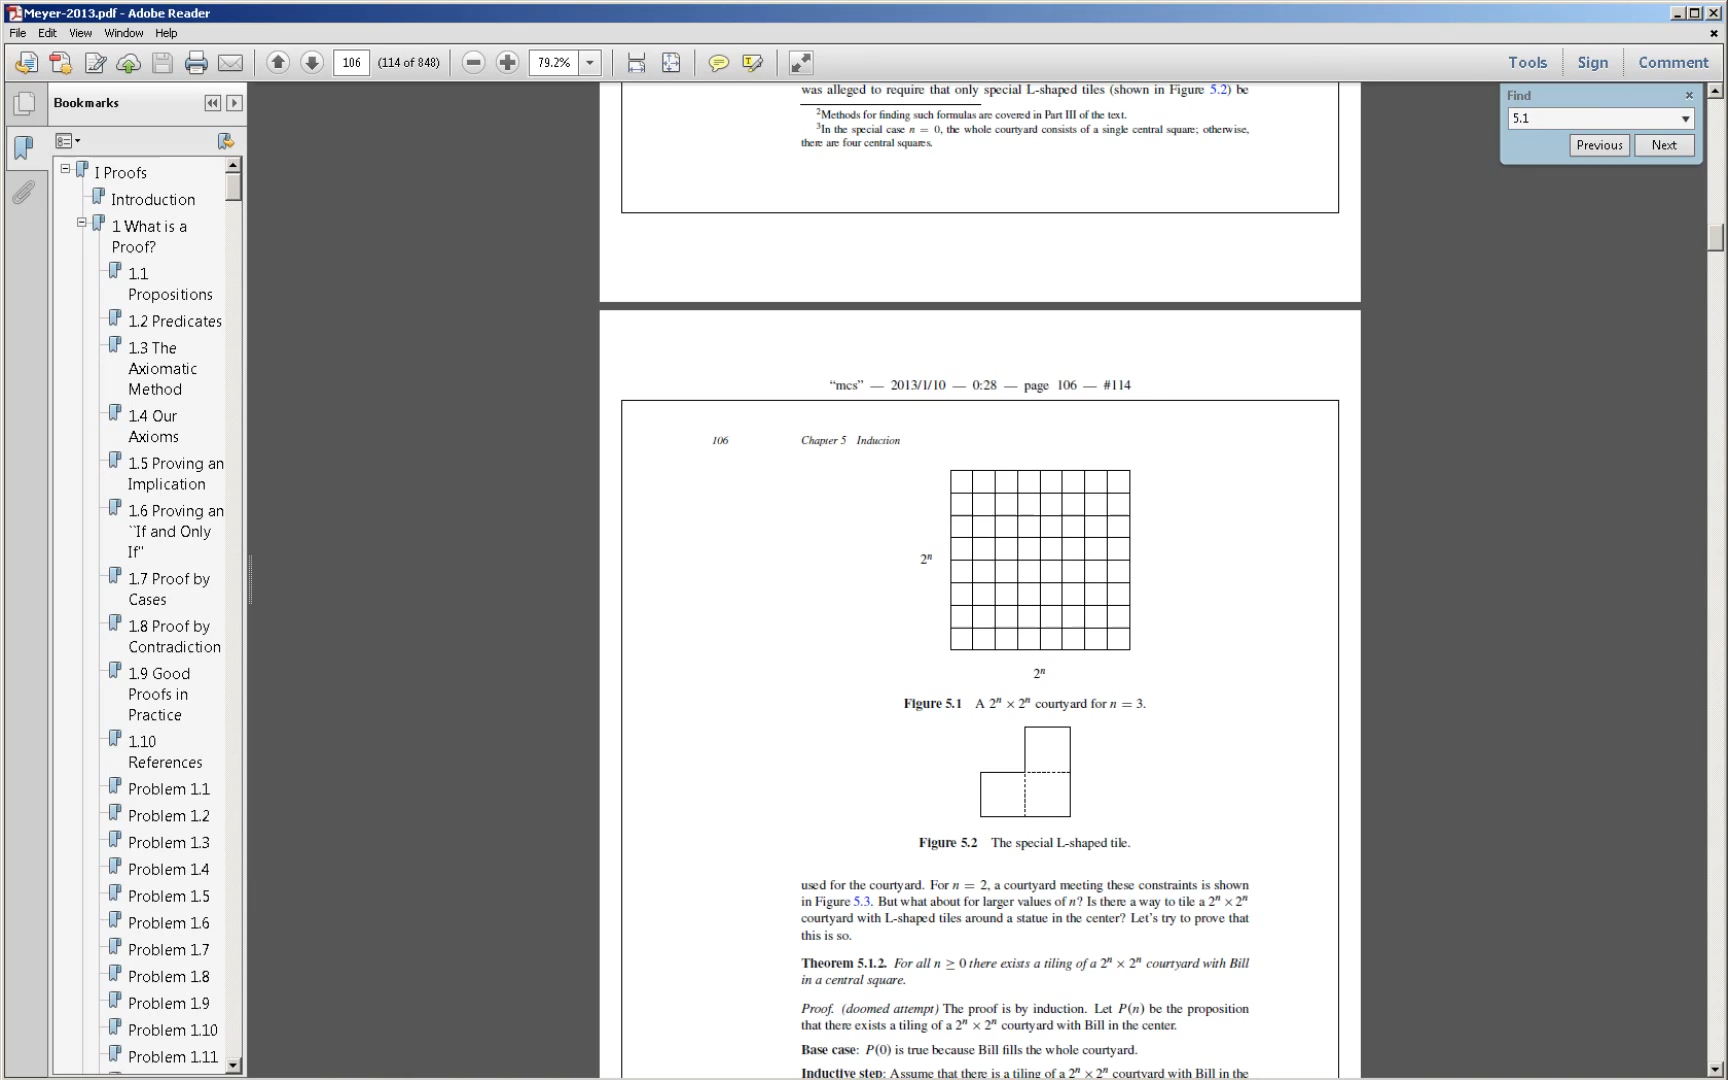 Meyer-2013.pdf - Adobe Reader
File Edit View Window Help
106 (114 of 848) 79.2% Tools Sign Comment
Bookmarks
I Proofs
Introduction
1 What is a
Proof?
1.1
Propositions
1.2 Predicates
1.3 The
Axiomatic
Method
1.4 Our
Axioms
1.5 Proving an
Implication
1.6 Proving an
``If and Only
If"
1.7 Proof by
Cases
1.8 Proof by
Contradiction
1.9 Good
Proofs in
Practice
1.10
References
Problem 1.1
Problem 1.2
Problem 1.3
Problem 1.4
Problem 1.5
Problem 1.6
Problem 1.7
Problem 1.8
Problem 1.9
Problem 1.10
Problem 1.11
was alleged to require that only special L-shaped tiles (shown in Figure 5.2) be
²Methods for finding such formulas are covered in Part III of the text.
³In the special case n = 0, the whole courtyard consists of a single central square; otherwise,
there are four central squares.
“mcs” — 2013/1/10 — 0:28 — page 106 — #114
106 Chapter 5 Induction
2ⁿ
2ⁿ
Figure 5.1 A 2ⁿ × 2ⁿ courtyard for n = 3.
Figure 5.2 The special L-shaped tile.
used for the courtyard. For n = 2, a courtyard meeting these constraints is shown
in Figure 5.3. But what about for larger values of n? Is there a way to tile a 2ⁿ × 2ⁿ
courtyard with L-shaped tiles around a statue in the center? Let’s try to prove that
this is so.
Theorem 5.1.2. For all n ≥ 0 there exists a tiling of a 2ⁿ × 2ⁿ courtyard with Bill
in a central square.
Proof. (doomed attempt) The proof is by induction. Let P(n) be the proposition
that there exists a tiling of a 2ⁿ × 2ⁿ courtyard with Bill in the center.
Base case: P(0) is true because Bill fills the whole courtyard.
Inductive step: Assume that there is a tiling of a 2ⁿ × 2ⁿ courtyard with Bill in the
Find
5.1
Previous Next